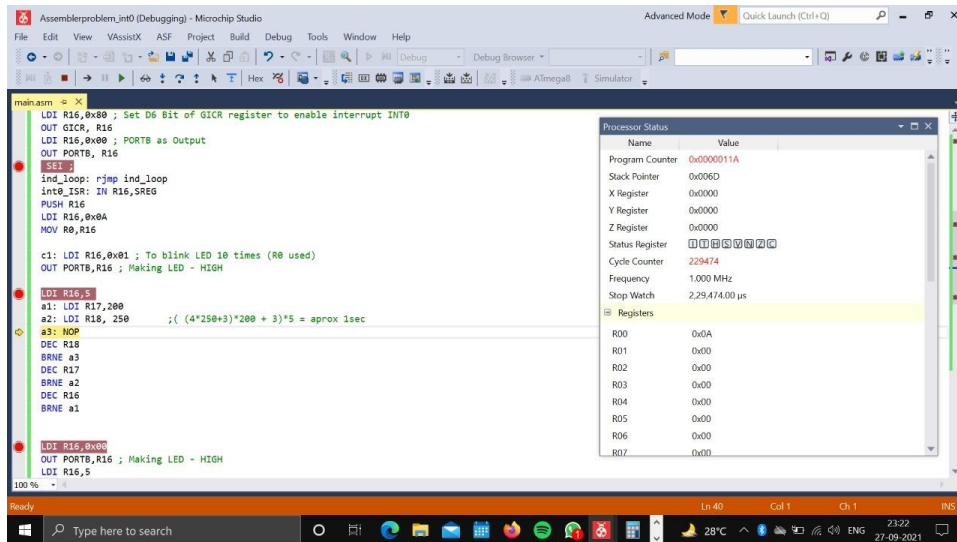 Assemblerproblem_int0 (Debugging) - Microchip Studio
Advanced Mode
Quick Launch (Ctrl+Q)
File Edit View VAssistX ASF Project Build Debug Tools Window Help
Debug
Debug Browser
Hex
ATmega8
Simulator
main.asm
LDI R16,0x80 ; Set D6 Bit of GICR register to enable interrupt INT0
OUT GICR, R16
LDI R16,0x00 ; PORTB as Output
OUT PORTB, R16
SEI ;
ind_loop: rjmp ind_loop
int0_ISR: IN R16,SREG
PUSH R16
LDI R16,0x0A
MOV R0,R16
c1: LDI R16,0x01 ; To blink LED 10 times (R0 used)
OUT PORTB,R16 ; Making LED - HIGH
LDI R16,5
a1: LDI R17,200
a2: LDI R18, 250 ;( (4*250+3)*200 + 3)*5 = aprox 1sec
a3: NOP
DEC R18
BRNE a3
DEC R17
BRNE a2
DEC R16
BRNE a1
LDI R16,0x00
OUT PORTB,R16 ; Making LED - HIGH
LDI R16,5
100 %
Processor Status
Name Value
Program Counter 0x0000011A
Stack Pointer 0x006D
X Register 0x0000
Y Register 0x0000
Z Register 0x0000
Status Register I T H S V N Z C
Cycle Counter 229474
Frequency 1.000 MHz
Stop Watch 2,29,474.00 µs
Registers
R00 0x0A
R01 0x00
R02 0x00
R03 0x00
R04 0x00
R05 0x00
R06 0x00
R07 0x00
Ready
Ln 40 Col 1 Ch 1 INS
Type here to search
28°C
ENG
23:22
27-09-2021